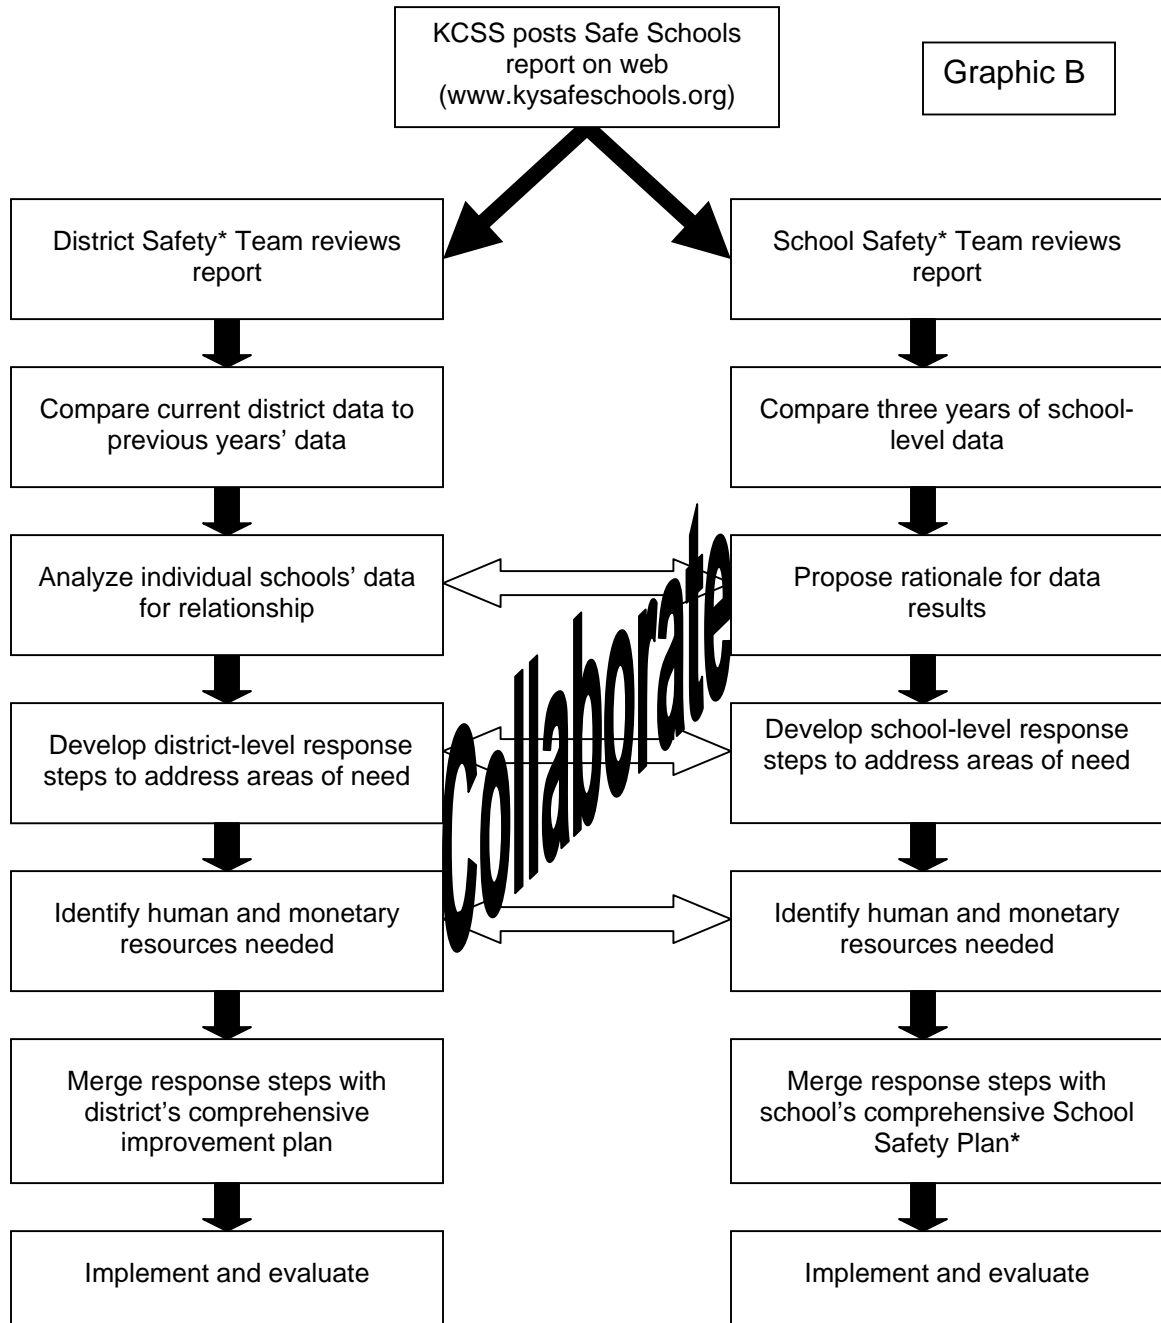 KCSS posts Safe Schools
report on web
(www.kysafeschools.org)
Graphic B
District Safety* Team reviews
report
School Safety* Team reviews
report
Compare current district data to
previous years’ data
Compare three years of school-
level data
Analyze individual schools’ data
for relationship
Propose rationale for data
results
Collaborate
Develop district-level response
steps to address areas of need
Develop school-level response
steps to address areas of need
Identify human and monetary
resources needed
Identify human and monetary
resources needed
Merge response steps with
district’s comprehensive
improvement plan
Merge response steps with
school’s comprehensive School
Safety Plan*
Implement and evaluate
Implement and evaluate